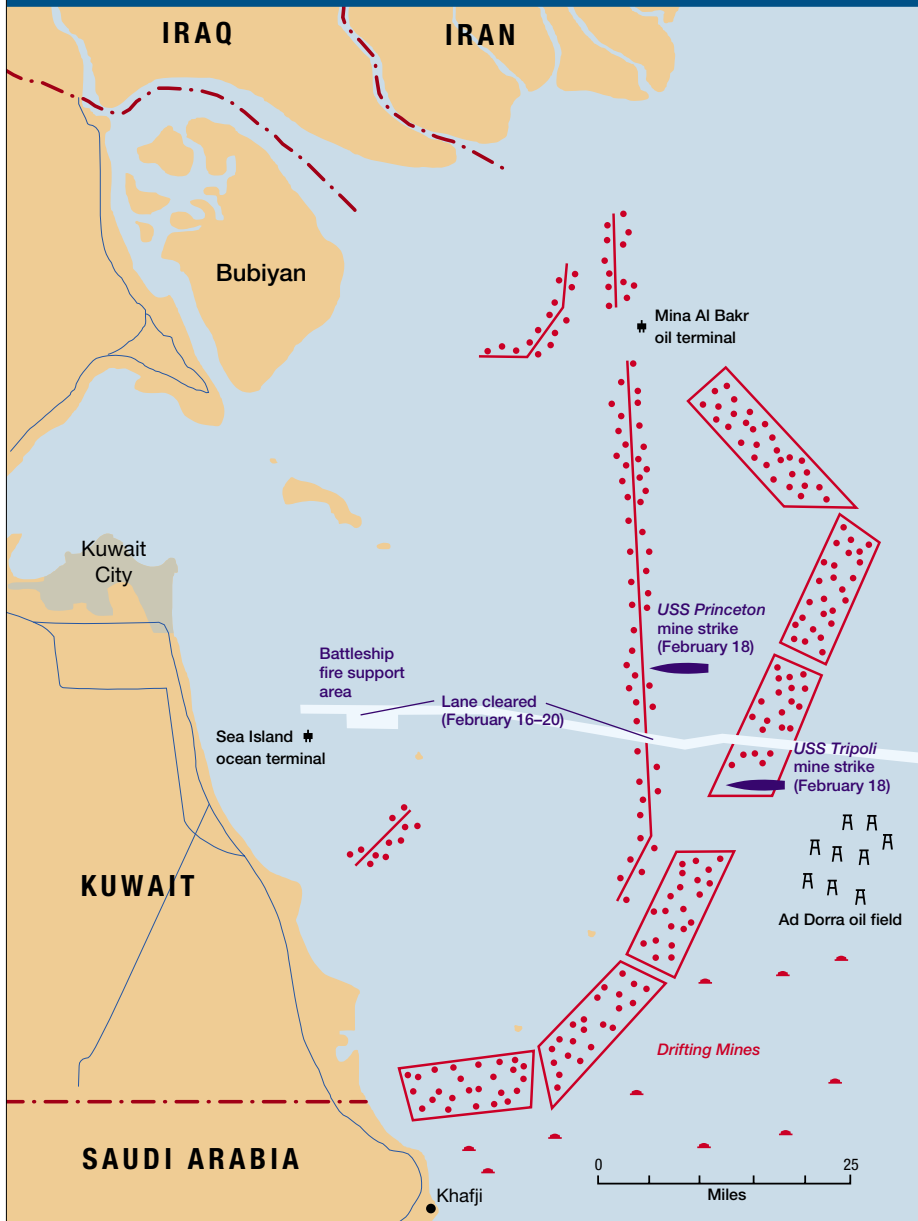 IRAQ
IRAN
Bubiyan
Mina Al Bakr
oil terminal
Kuwait
City
USS Princeton
mine strike
(February 18)
Battleship
fire support
area
Lane cleared
(February 16–20)
Sea Island
ocean terminal
USS Tripoli
mine strike
(February 18)
KUWAIT
Ad Dorra oil field
Drifting Mines
SAUDI ARABIA
0
25
Miles
Khafji